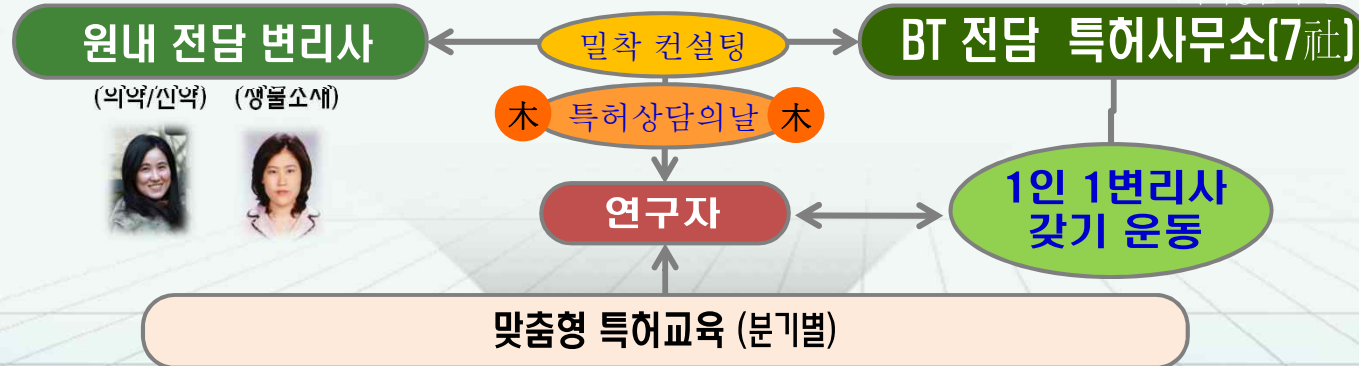 원내 전담 변리사
밀착 컨설팅
BT 전담 특허사무소(7社)
(의약/신약) (생물소재)
木 특허상담의날 木
연구자
1인 1변리사
갖기 운동
맞춤형 특허교육 (분기별)